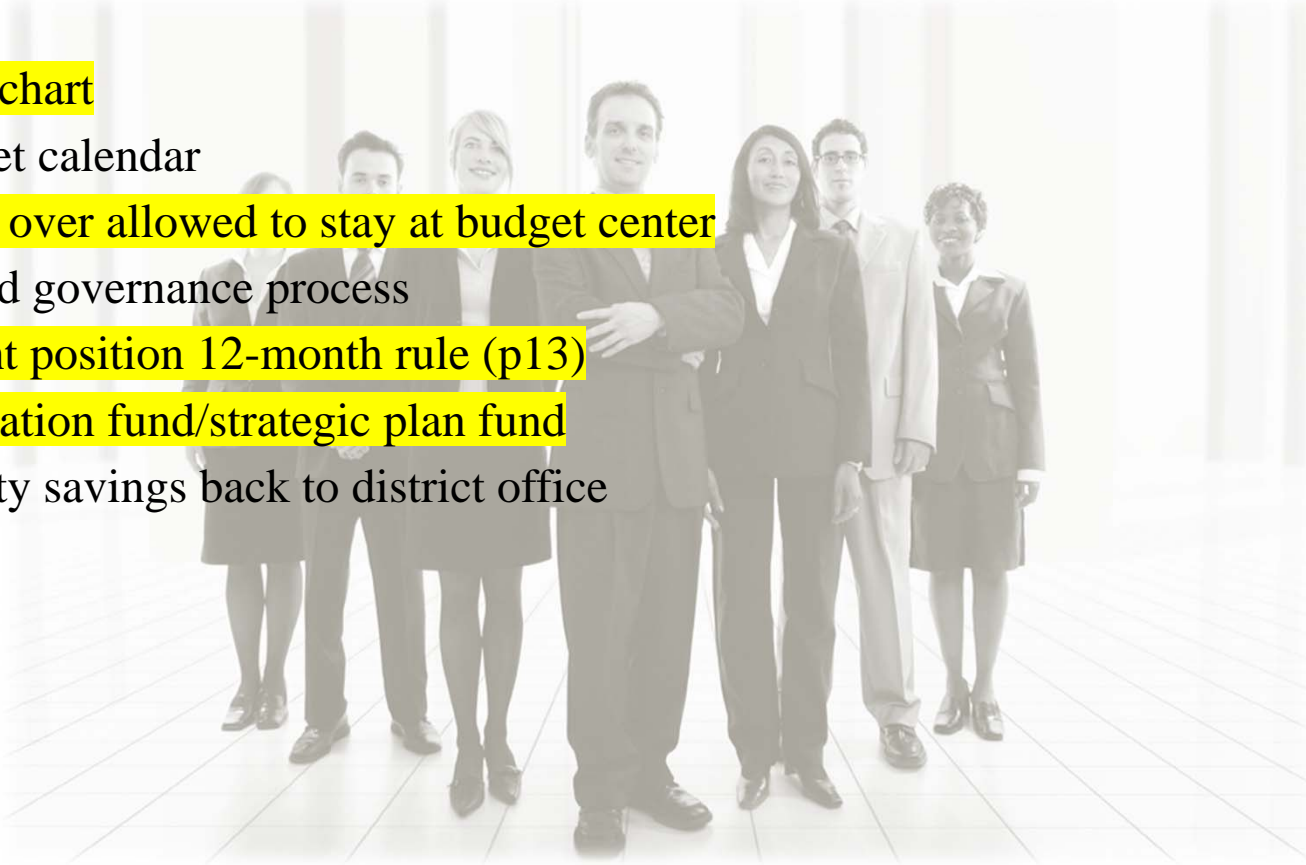 chart
et calendar
over allowed to stay at budget center
d governance process
nt position 12-month rule (p13)
ation fund/strategic plan fund
ty savings back to district office